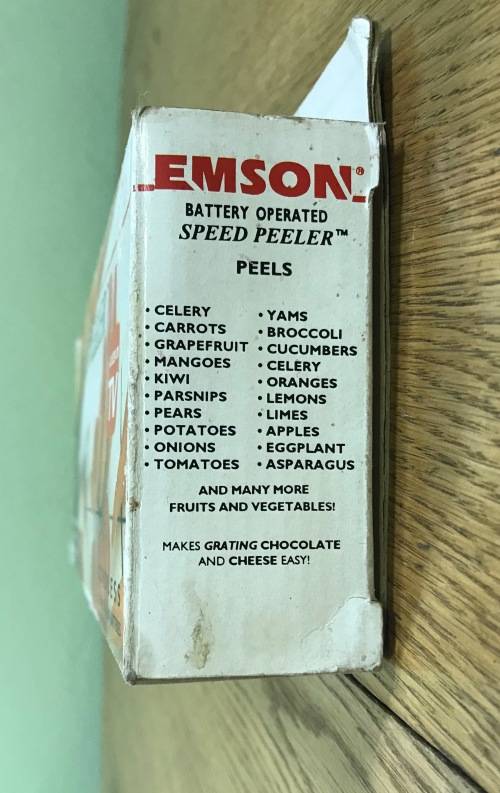 EMSON®
BATTERY OPERATED
SPEED PEELER™
PEELS
• CELERY
• CARROTS
• GRAPEFRUIT
• MANGOES
• KIWI
• PARSNIPS
• PEARS
• POTATOES
• ONIONS
• TOMATOES
• YAMS
• BROCCOLI
• CUCUMBERS
• CELERY
• ORANGES
• LEMONS
• LIMES
• APPLES
• EGGPLANT
• ASPARAGUS
AND MANY MORE
FRUITS AND VEGETABLES!
MAKES GRATING CHOCOLATE
AND CHEESE EASY!